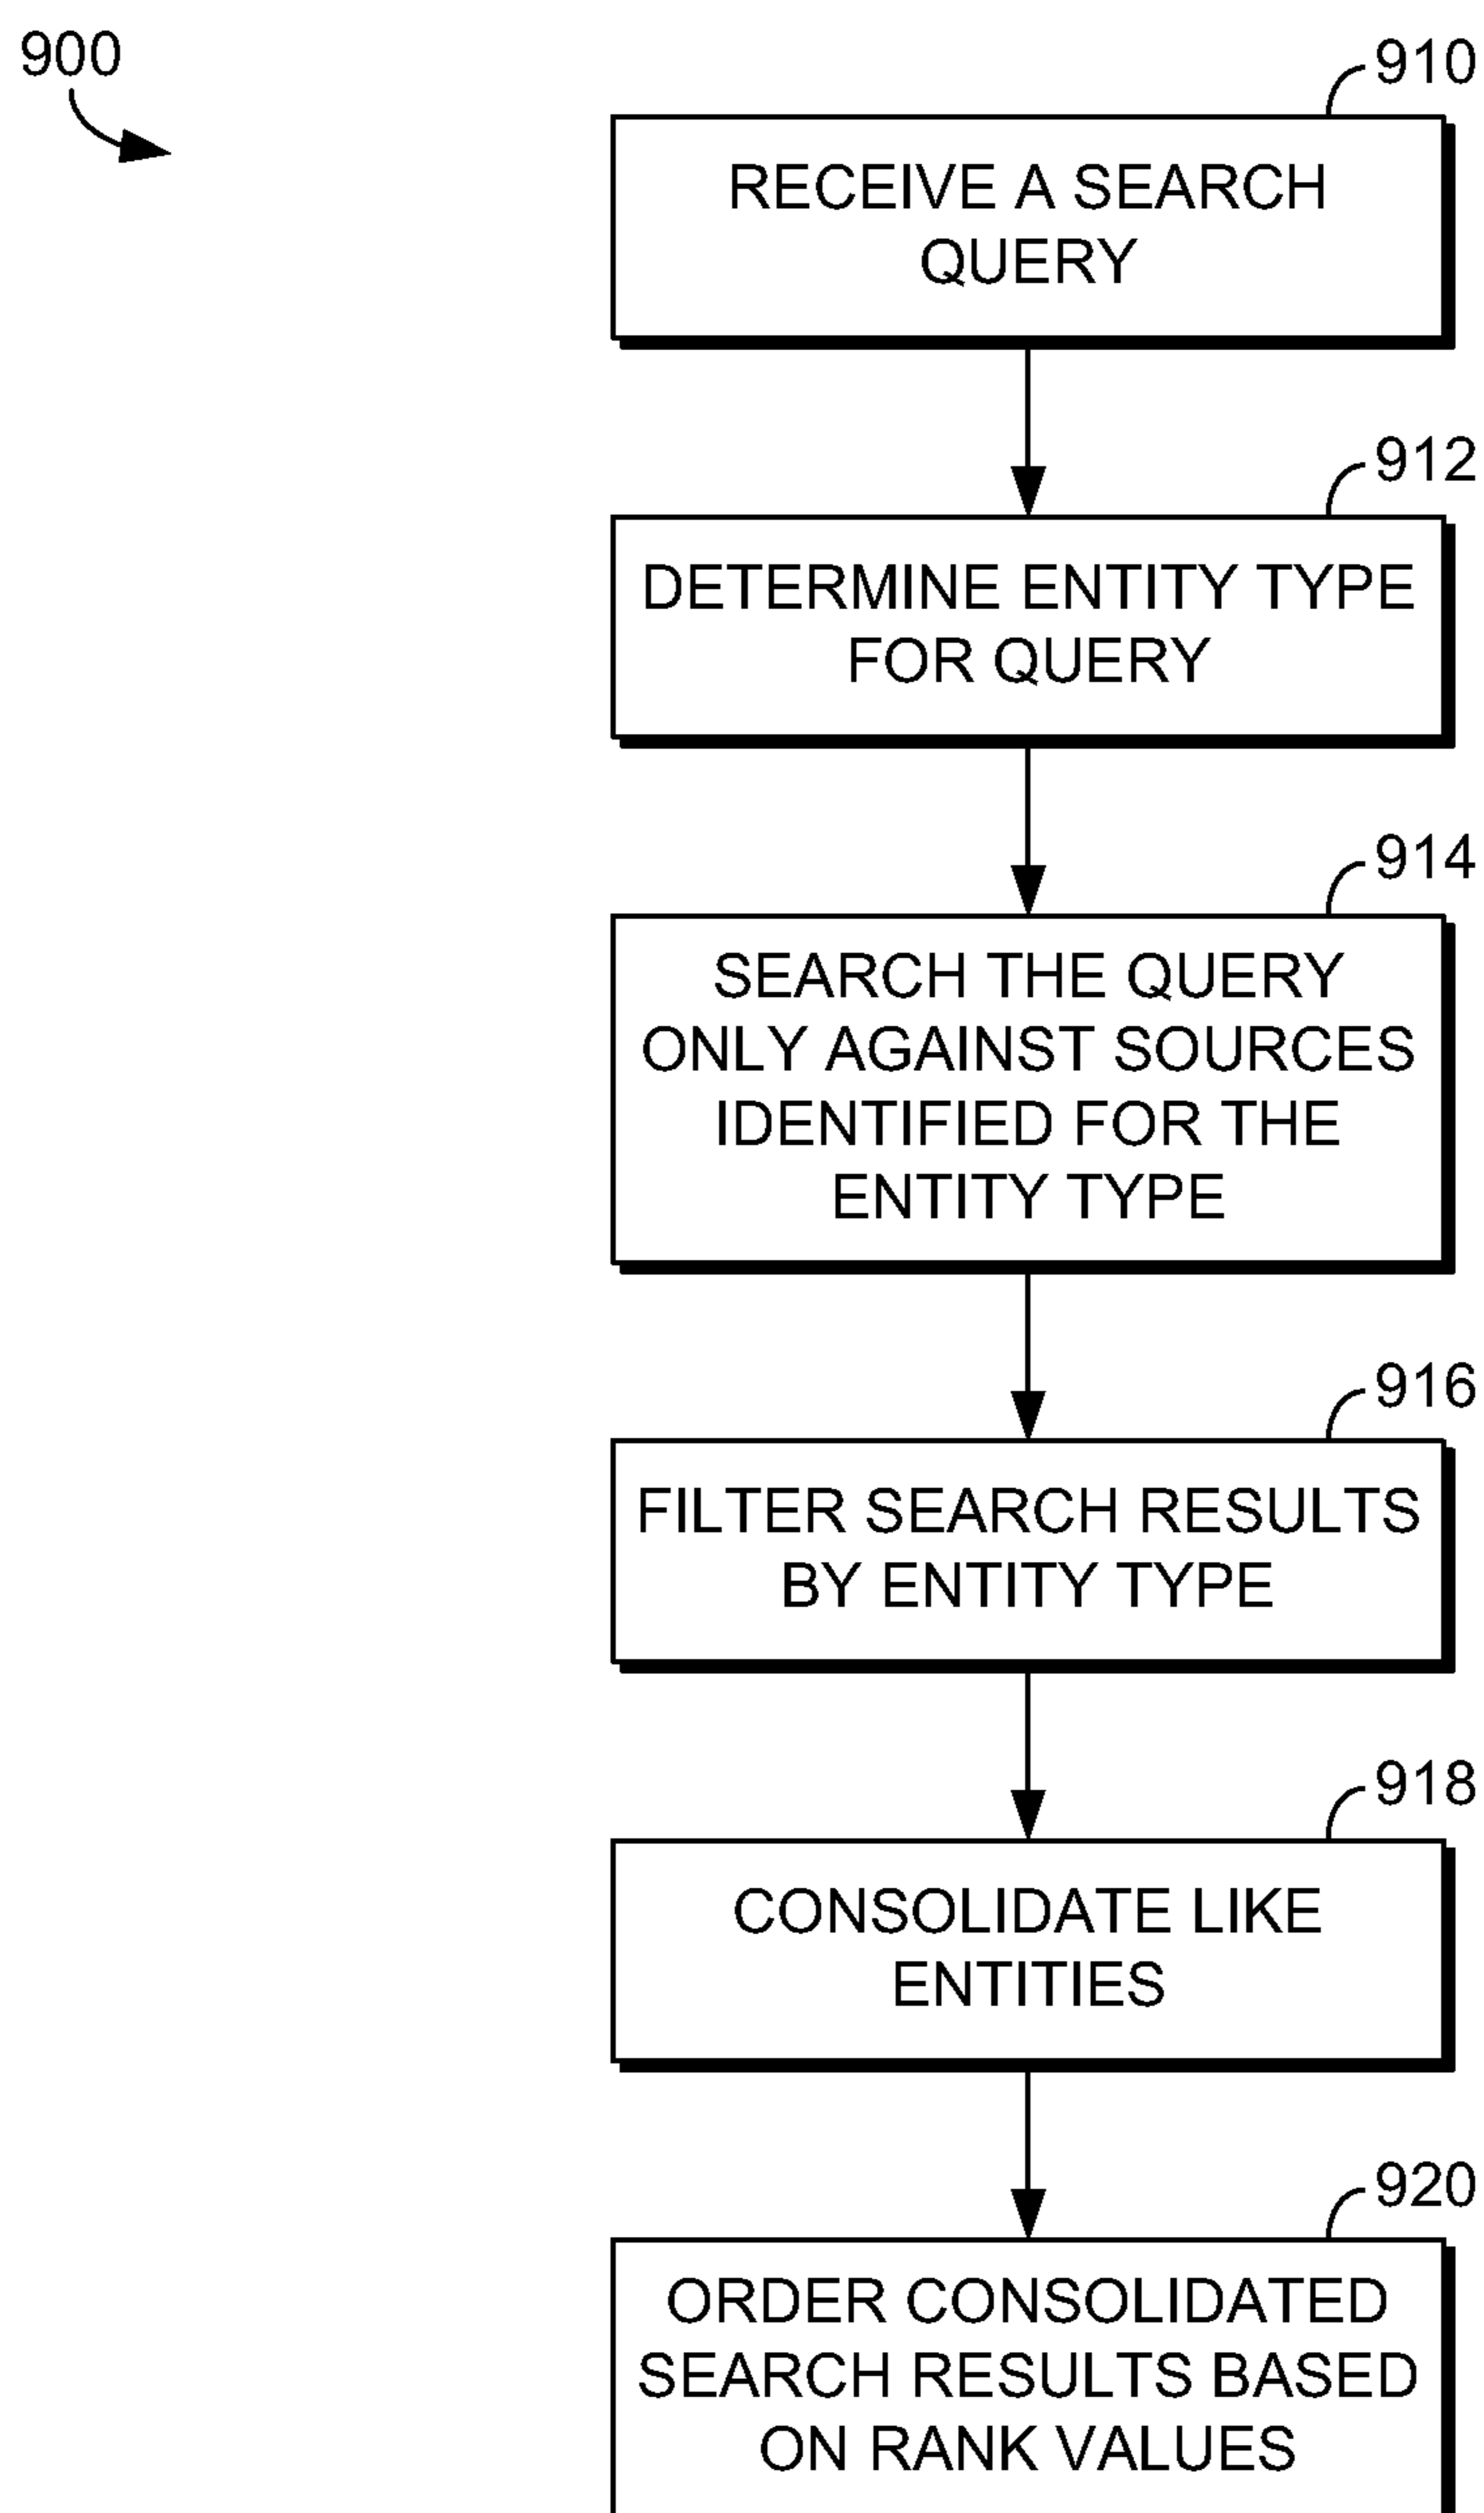 900
910
RECEIVE A SEARCH
QUERY
912
DETERMINE ENTITY TYPE
FOR QUERY
914
SEARCH THE QUERY
ONLY AGAINST SOURCES
IDENTIFIED FOR THE
ENTITY TYPE
916
FILTER SEARCH RESULTS
BY ENTITY TYPE
918
CONSOLIDATE LIKE
ENTITIES
920
ORDER CONSOLIDATED
SEARCH RESULTS BASED
ON RANK VALUES